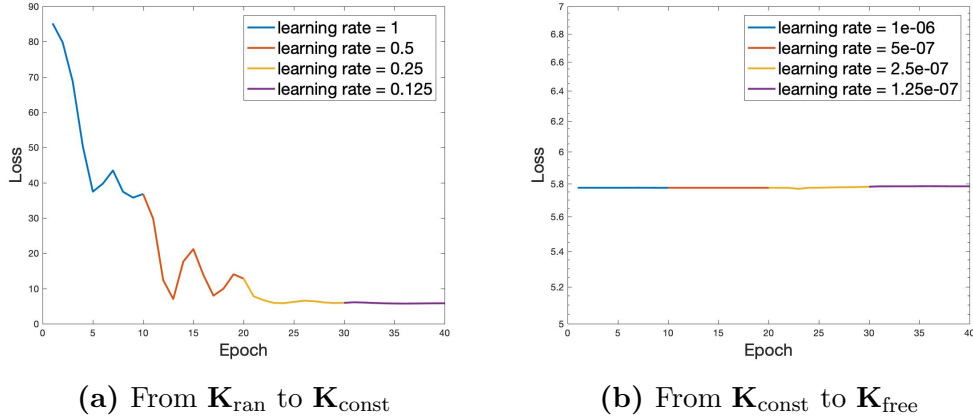 90
80
70
60
50
40
30
20
10
0
Loss
0 5 10 15 20 25 30 35 40
Epoch
learning rate = 1
learning rate = 0.5
learning rate = 0.25
learning rate = 0.125
(a) From K_ran to K_const
7
6.8
6.6
6.4
6.2
6
5.8
5.6
5.4
5.2
5
Loss
0 5 10 15 20 25 30 35 40
Epoch
learning rate = 1e-06
learning rate = 5e-07
learning rate = 2.5e-07
learning rate = 1.25e-07
(b) From K_const to K_free